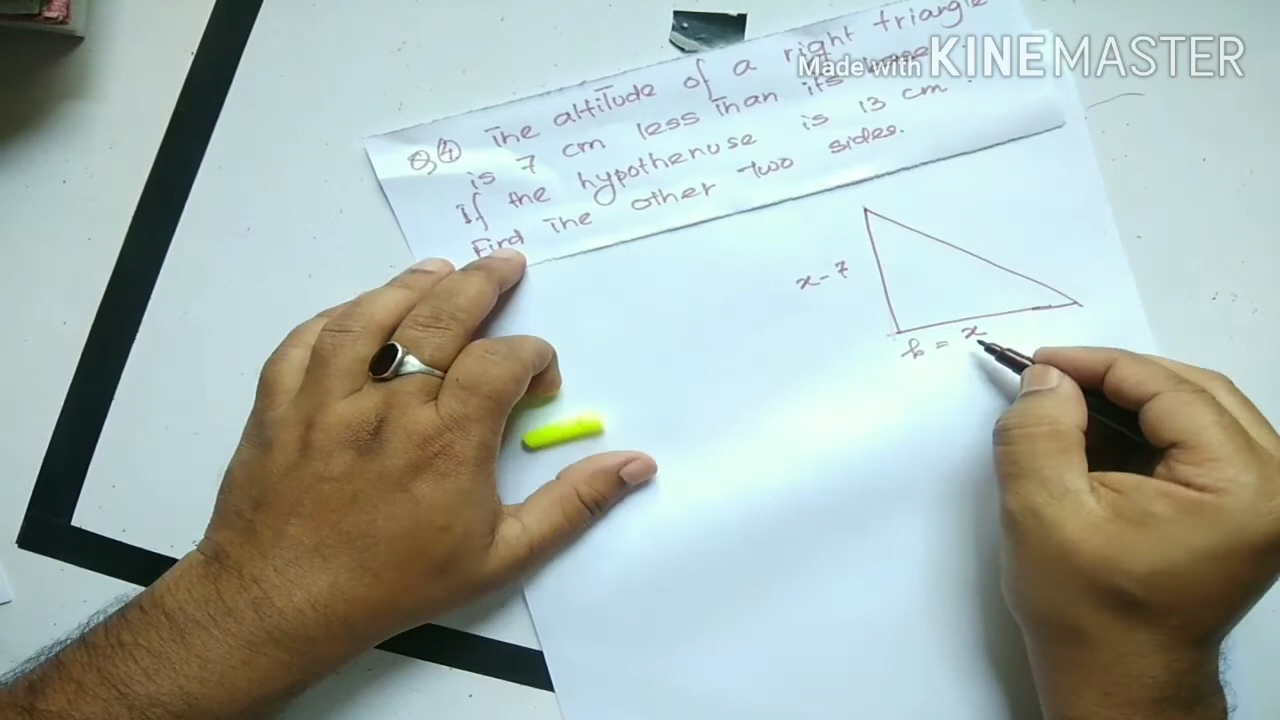 Q④ The altitude of a right triangle
is 7 cm less than its
If the hypothenuse is 13 cm.
Find the other two sides.
Made with KINEMASTER
x-7
b = x